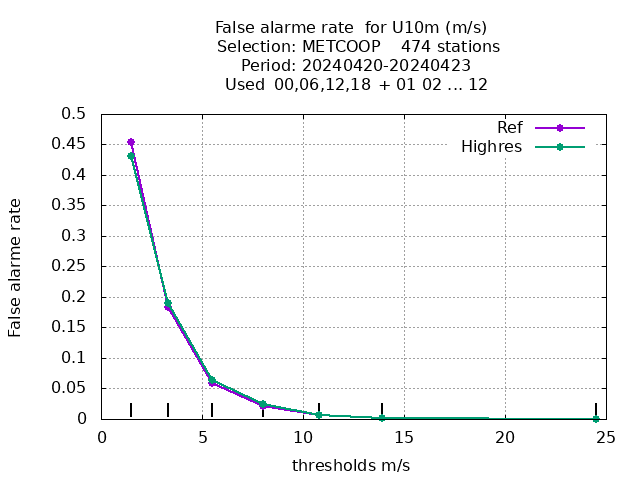 False alarme rate  for U10m (m/s)
Selection: METCOOP    474 stations
Period: 20240420-20240423
Used  00,06,12,18 + 01 02 ... 12
Ref
Highres
0.5
0.45
0.4
0.35
0.3
0.25
0.2
0.15
0.1
0.05
0
False alarme rate
0 5 10 15 20 25
thresholds m/s